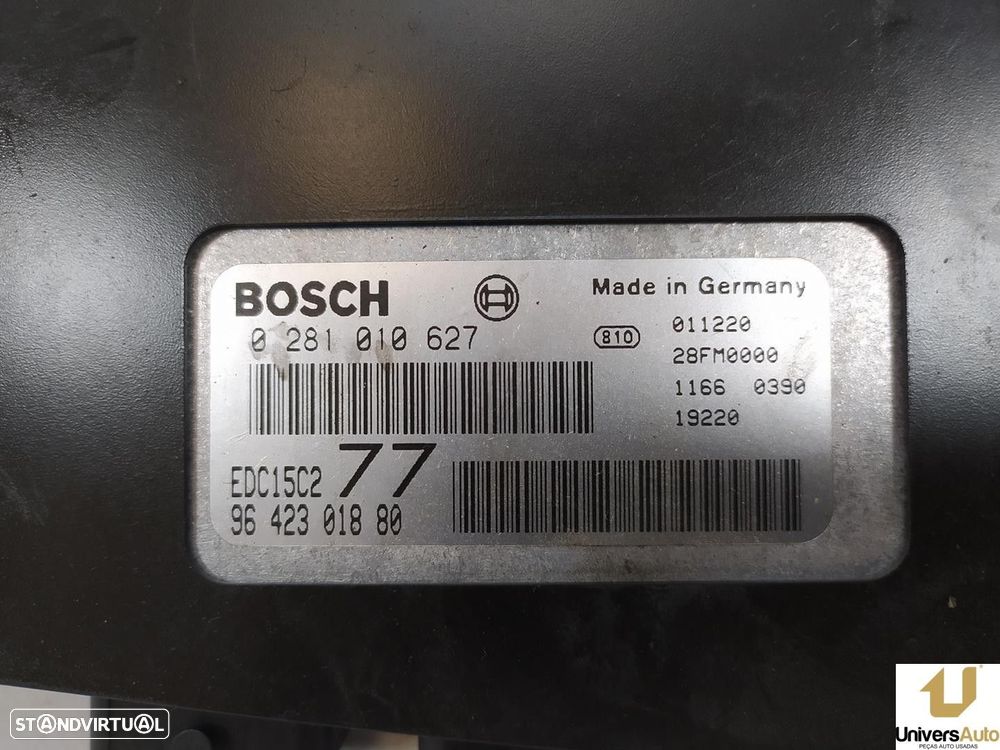 BOSCH
0 281 010 627
Made in Germany
810
011220
28FM0000
1166 0390
19220
EDC15C2 77
96 423 018 80
STANDVIRTUAL
UniversAuto
PEÇAS AUTO USADAS